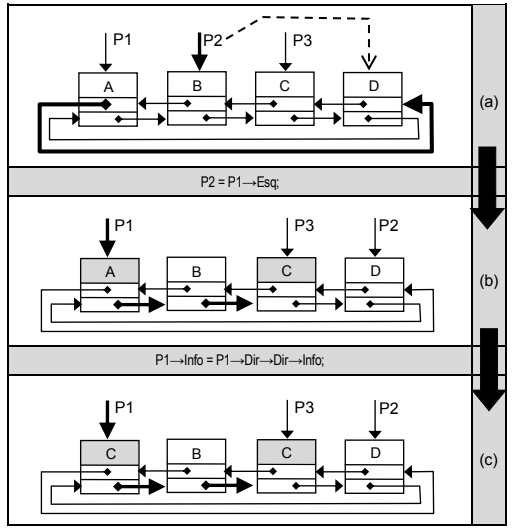 P1 P2 P3
A B C D
(a)
P2 = P1→Esq;
P1 P3 P2
A B C D
(b)
P1→Info = P1→Dir→Dir→Info;
P1 P3 P2
C B C D
(c)